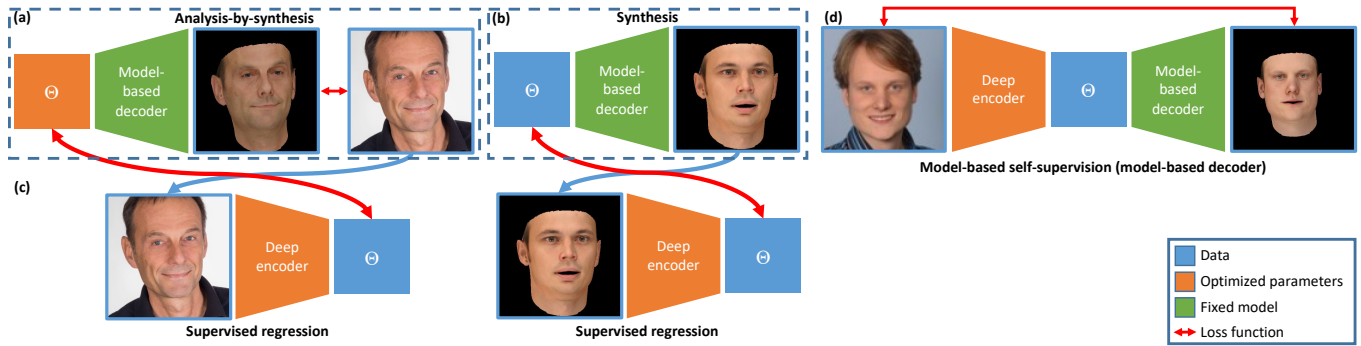 (a)
Analysis-by-synthesis
Θ
Model-
based
decoder
(b)
Synthesis
Θ
Model-
based
decoder
(d)
Deep
encoder
Θ
Model-
based
decoder
Model-based self-supervision (model-based decoder)
(c)
Deep
encoder
Θ
Supervised regression
Deep
encoder
Θ
Supervised regression
Data
Optimized parameters
Fixed model
Loss function